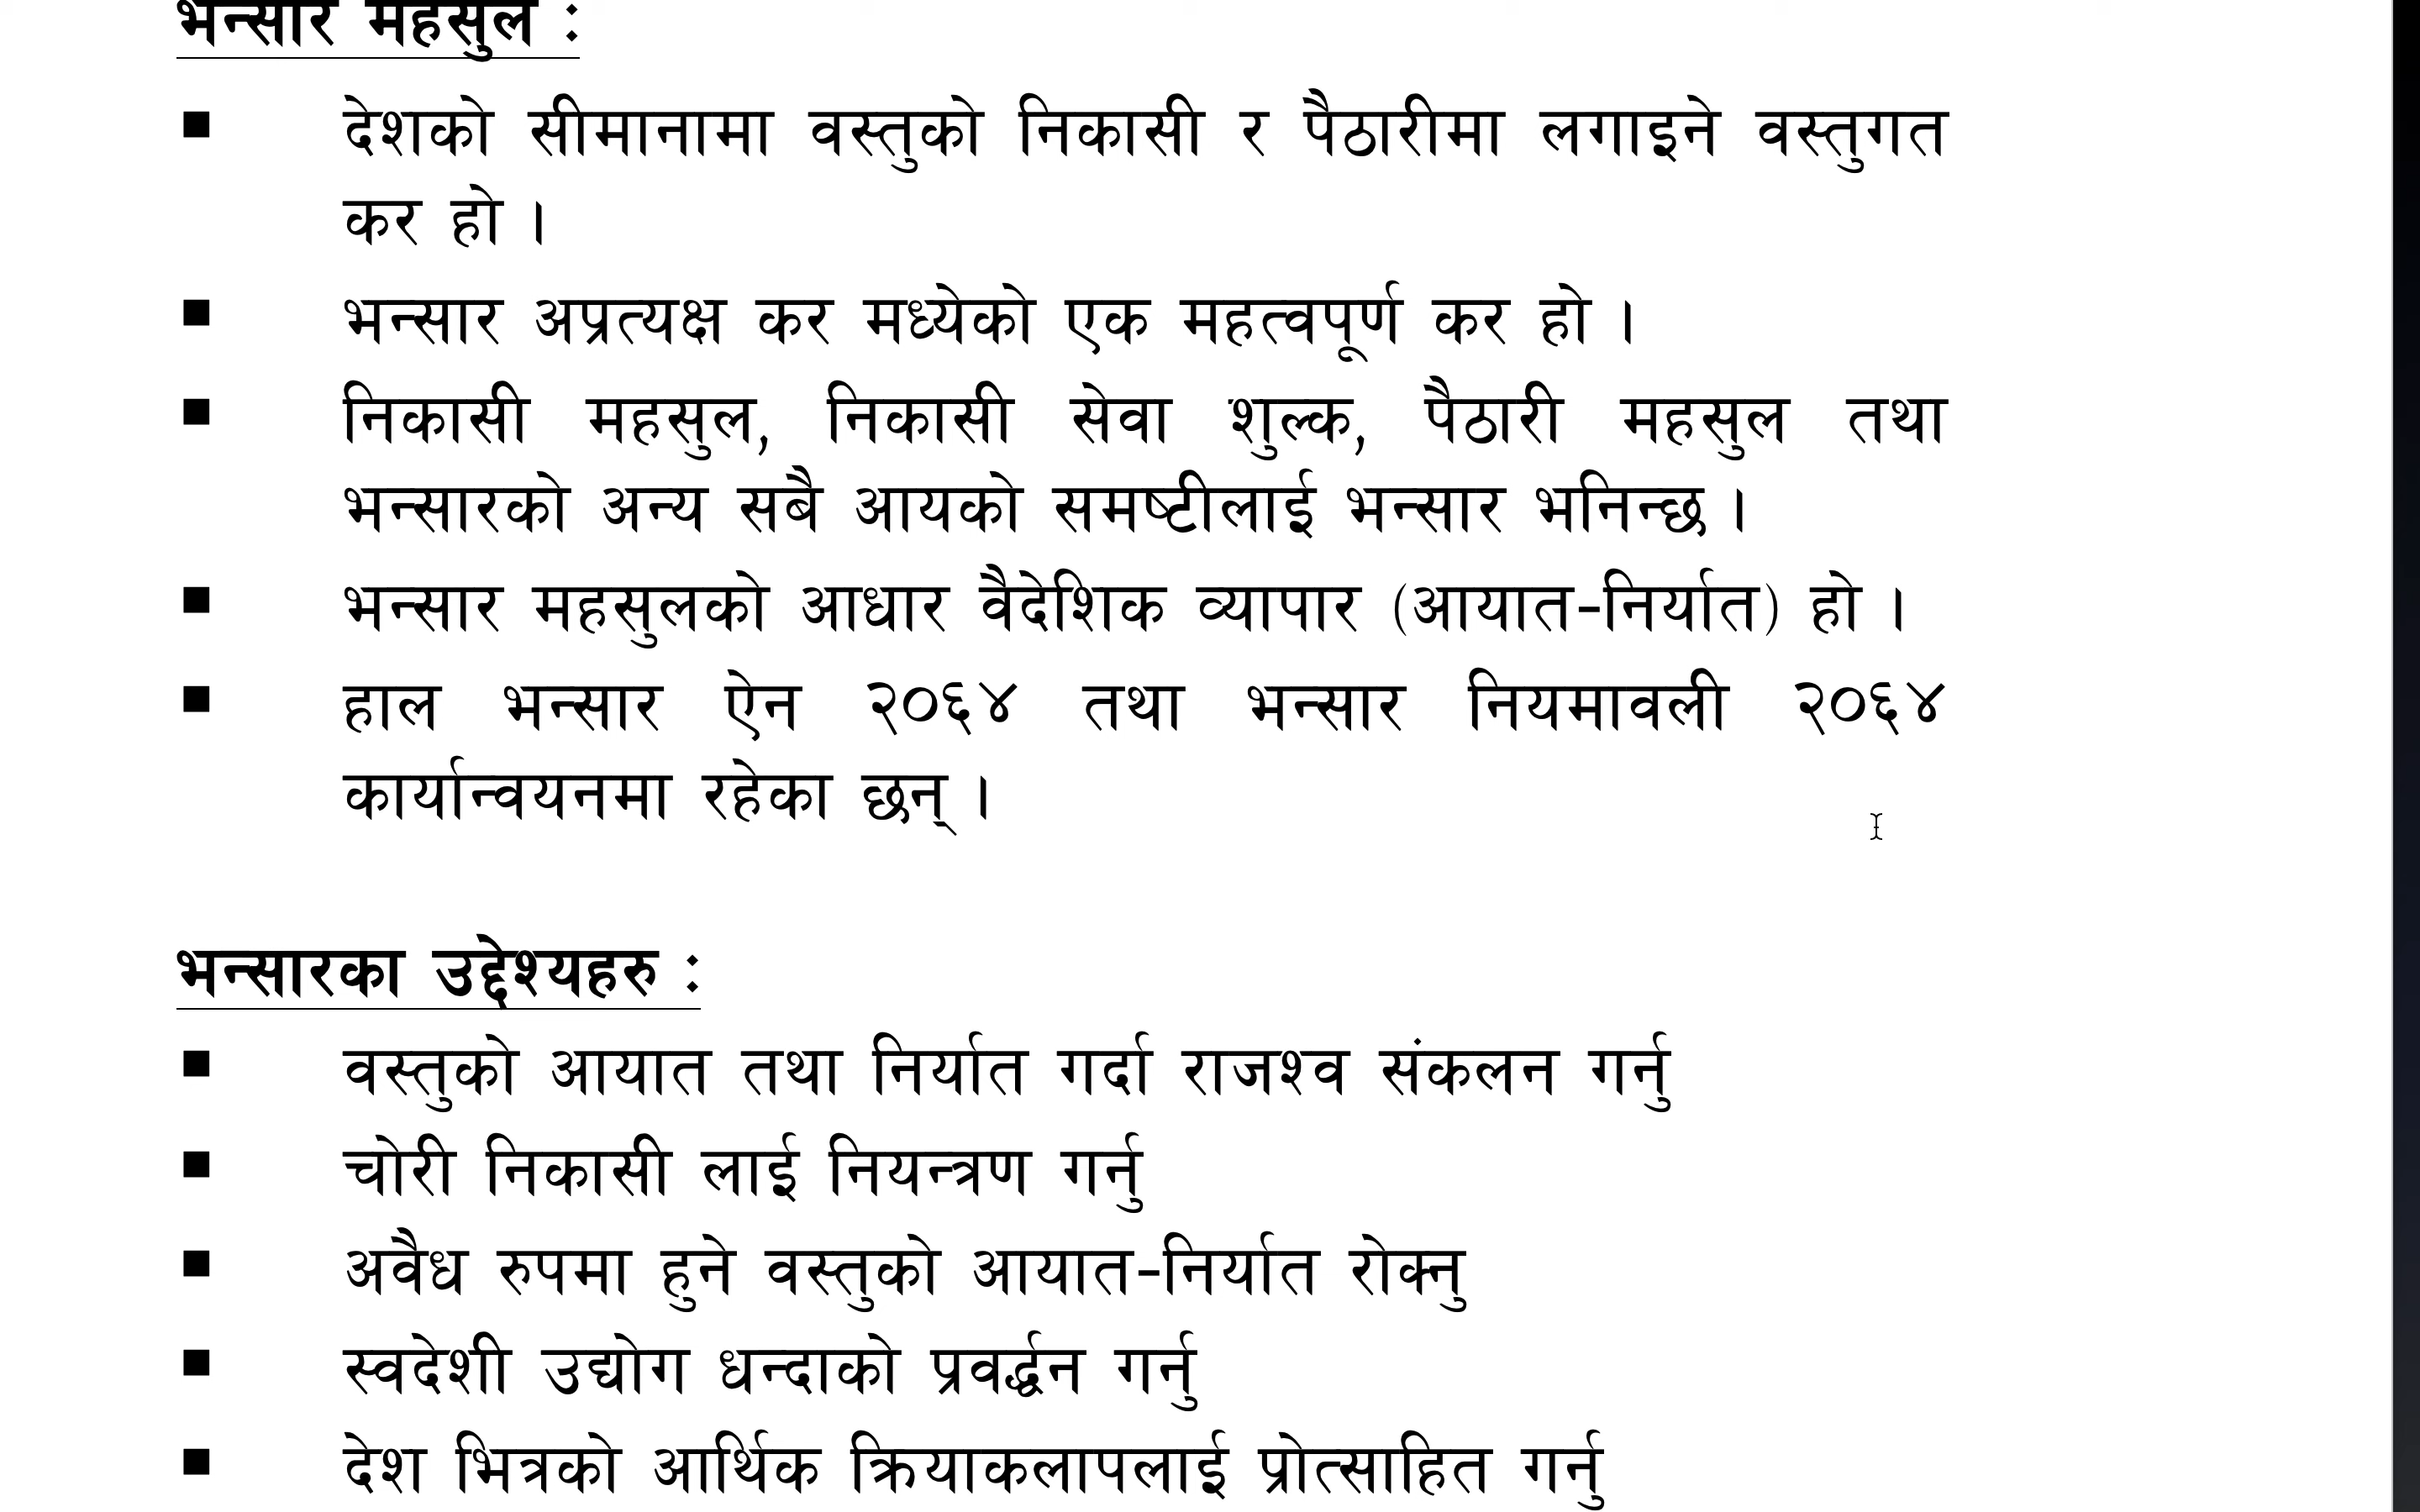 भन्सार महसुल :
■ देशको सीमानामा वस्तुको निकासी र पैठारीमा लगाइने वस्तुगत
कर हो ।
■ भन्सार अप्रत्यक्ष कर मध्येको एक महत्वपूर्ण कर हो ।
■ निकासी महसुल, निकासी सेवा शुल्क, पैठारी महसुल तथा
भन्सारको अन्य सबै आयको समष्टीलाई भन्सार भनिन्छ ।
■ भन्सार महसुलको आधार वैदेशिक व्यापार (आयात-निर्यात) हो ।
■ हाल भन्सार ऐन २०६४ तथा भन्सार नियमावली २०६४
कार्यान्वयनमा रहेका छन् ।
भन्सारका उद्देश्यहरु :
■ वस्तुको आयात तथा निर्यात गर्दा राजश्व संकलन गर्नु
■ चोरी निकासी लाई नियन्त्रण गर्नु
■ अवैध रुपमा हुने वस्तुको आयात-निर्यात रोक्नु
■ स्वदेशी उद्योग धन्दाको प्रवर्द्धन गर्नु
■ देश भित्रको आर्थिक क्रियाकलापलाई प्रोत्साहित गर्नु